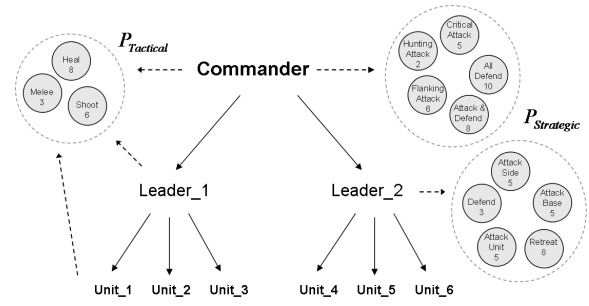 P Tactical
Heal
8
Melee
3
Shoot
6
Commander
Critical
Attack
5
Hunting
Attack
2
All
Defend
10
Flanking
Attack
6
Attack &
Defend
8
P Strategic
Leader_1
Leader_2
Attack
Side
5
Defend
3
Attack
Base
5
Attack
Unit
5
Retreat
8
Unit_1
Unit_2
Unit_3
Unit_4
Unit_5
Unit_6